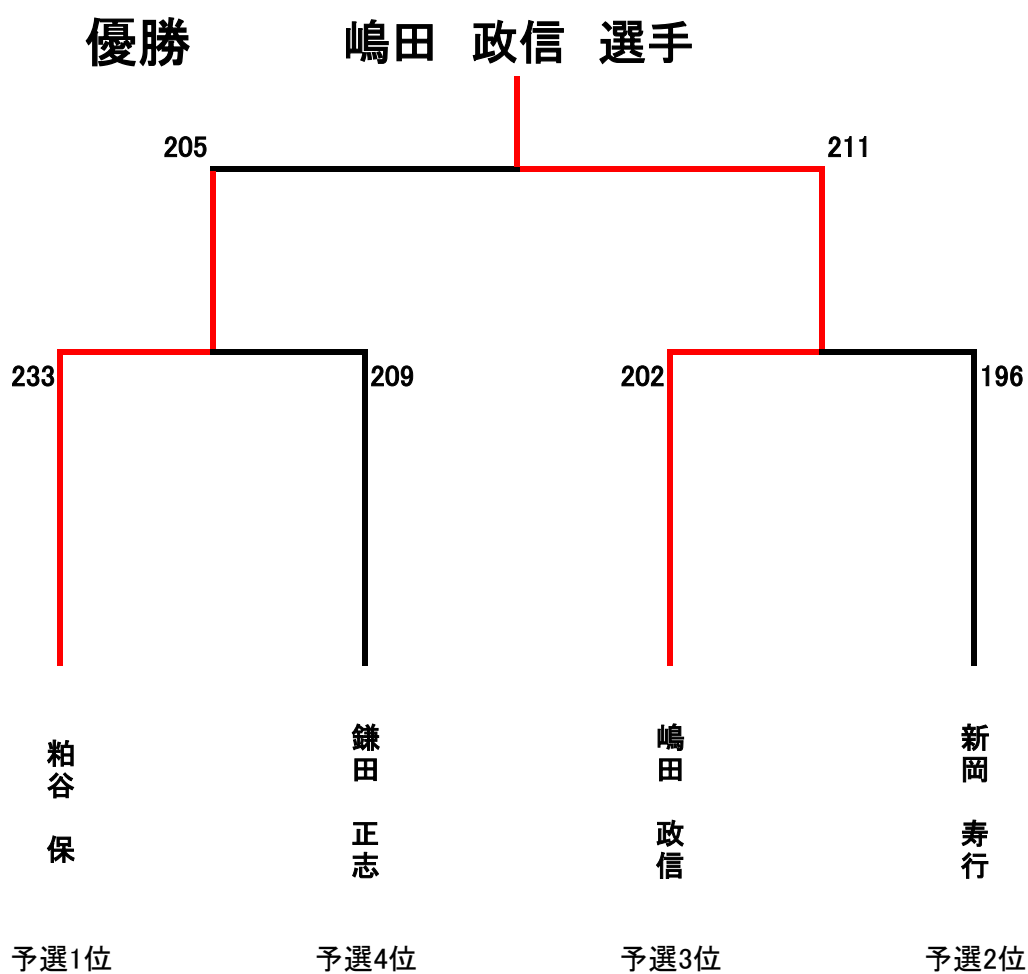 優勝　嶋田　政信　選手
205
211
233
209
202
196
粕谷　保
鎌田　正志
嶋田　政信
新岡　寿行
予選1位
予選4位
予選3位
予選2位